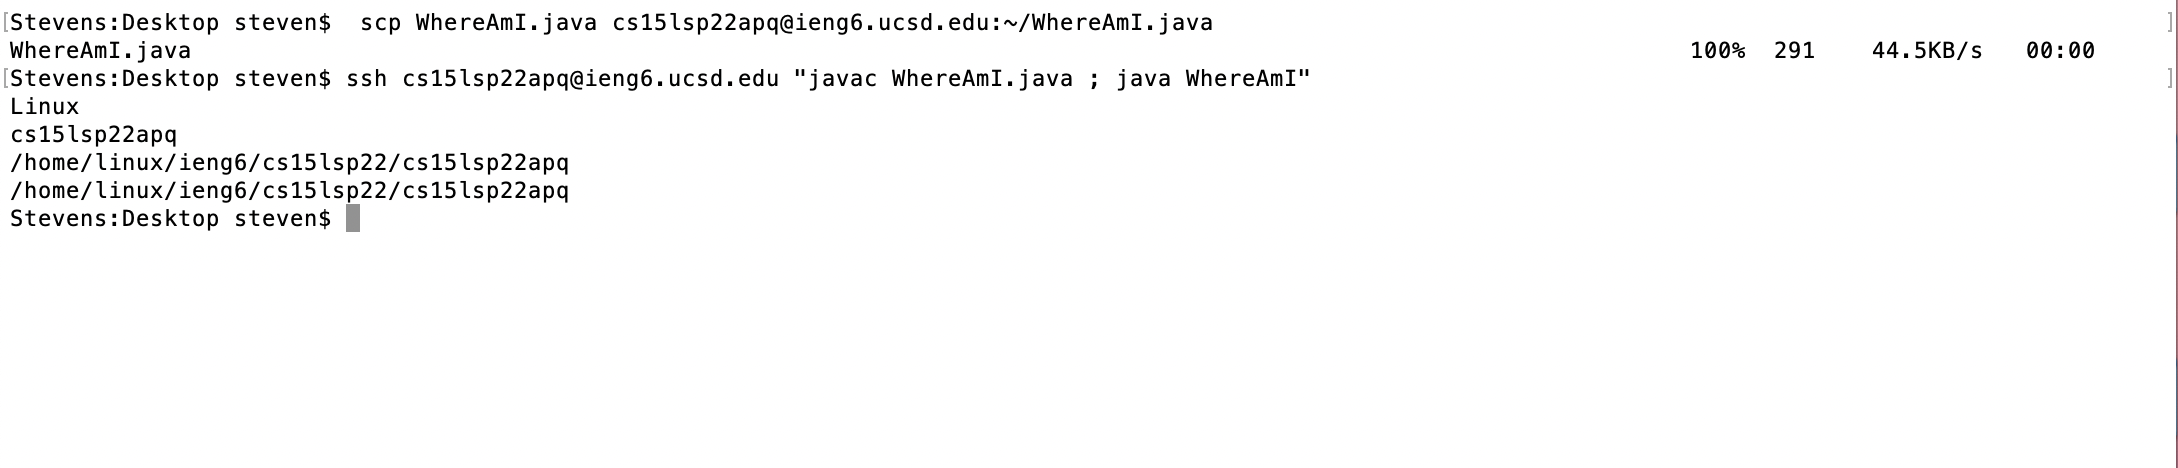 [Stevens:Desktop steven$  scp WhereAmI.java cs15lsp22apq@ieng6.ucsd.edu:~/WhereAmI.java ]
WhereAmI.java 100% 291 44.5KB/s 00:00
[Stevens:Desktop steven$ ssh cs15lsp22apq@ieng6.ucsd.edu "javac WhereAmI.java ; java WhereAmI" ]
Linux
cs15lsp22apq
/home/linux/ieng6/cs15lsp22/cs15lsp22apq
/home/linux/ieng6/cs15lsp22/cs15lsp22apq
Stevens:Desktop steven$